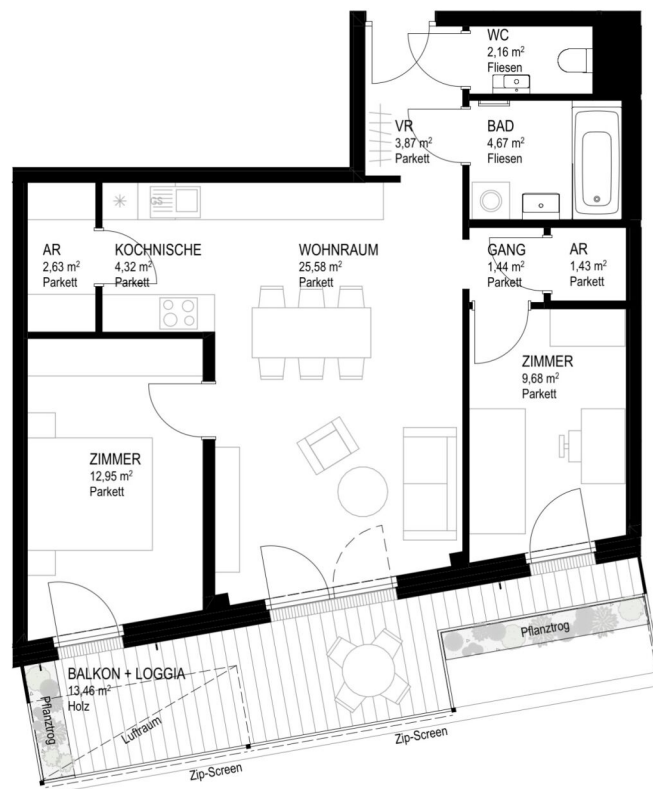 WC
2,16 m²
Fliesen
VR
3,87 m²
Parkett
BAD
4,67 m²
Fliesen
GS
AR
2,63 m²
Parkett
KOCHNISCHE
4,32 m²
Parkett
WOHNRAUM
25,58 m²
Parkett
GANG
1,44 m²
Parkett
AR
1,43 m²
Parkett
ZIMMER
9,68 m²
Parkett
ZIMMER
12,95 m²
Parkett
Pflanztrog
BALKON + LOGGIA
13,46 m²
Holz
Pflanztrog
Luftraum
Zip-Screen
Zip-Screen